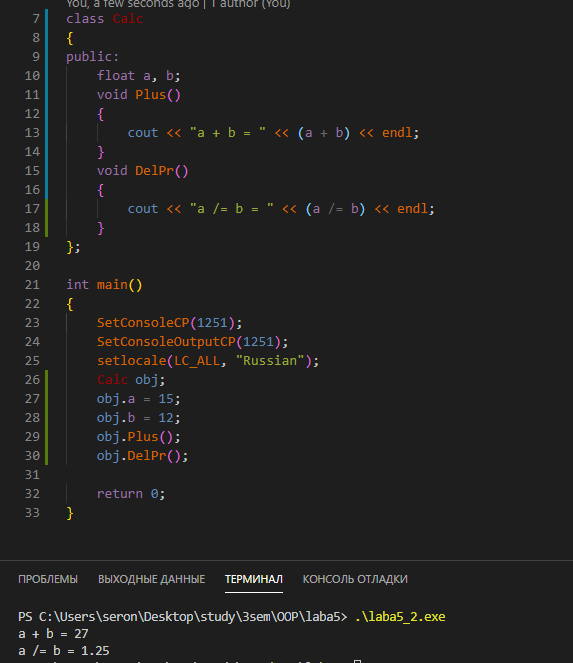 You, a few seconds ago | 1 author (You)
7 class Calc
8 {
9 public:
10 float a, b;
11 void Plus()
12 {
13 cout << "a + b = " << (a + b) << endl;
14 }
15 void DelPr()
16 {
17 cout << "a /= b = " << (a /= b) << endl;
18 }
19 };
20
21 int main()
22 {
23 SetConsoleCP(1251);
24 SetConsoleOutputCP(1251);
25 setlocale(LC_ALL, "Russian");
26 Calc obj;
27 obj.a = 15;
28 obj.b = 12;
29 obj.Plus();
30 obj.DelPr();
31
32 return 0;
33 }
ПРОБЛЕМЫ ВЫХОДНЫЕ ДАННЫЕ ТЕРМИНАЛ КОНСОЛЬ ОТЛАДКИ
PS C:\Users\seron\Desktop\study\3sem\OOP\laba5> .\laba5_2.exe
a + b = 27
a /= b = 1.25